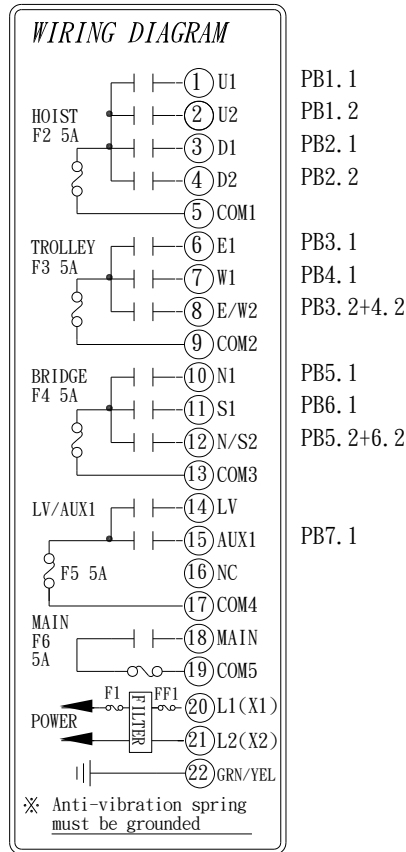 WIRING DIAGRAM
1 U1 PB1.1
HOIST
F2 5A
2 U2 PB1.2
3 D1 PB2.1
4 D2 PB2.2
5 COM1
TROLLEY
F3 5A
6 E1 PB3.1
7 W1 PB4.1
8 E/W2 PB3.2+4.2
9 COM2
BRIDGE
F4 5A
10 N1 PB5.1
11 S1 PB6.1
12 N/S2 PB5.2+6.2
13 COM3
LV/AUX1
14 LV
15 AUX1 PB7.1
16 NC
F5 5A
17 COM4
MAIN
F6
5A
18 MAIN
19 COM5
POWER
F1 FILTER FF1 20 L1(X1)
21 L2(X2)
22 GRN/YEL
※ Anti-vibration spring
must be grounded